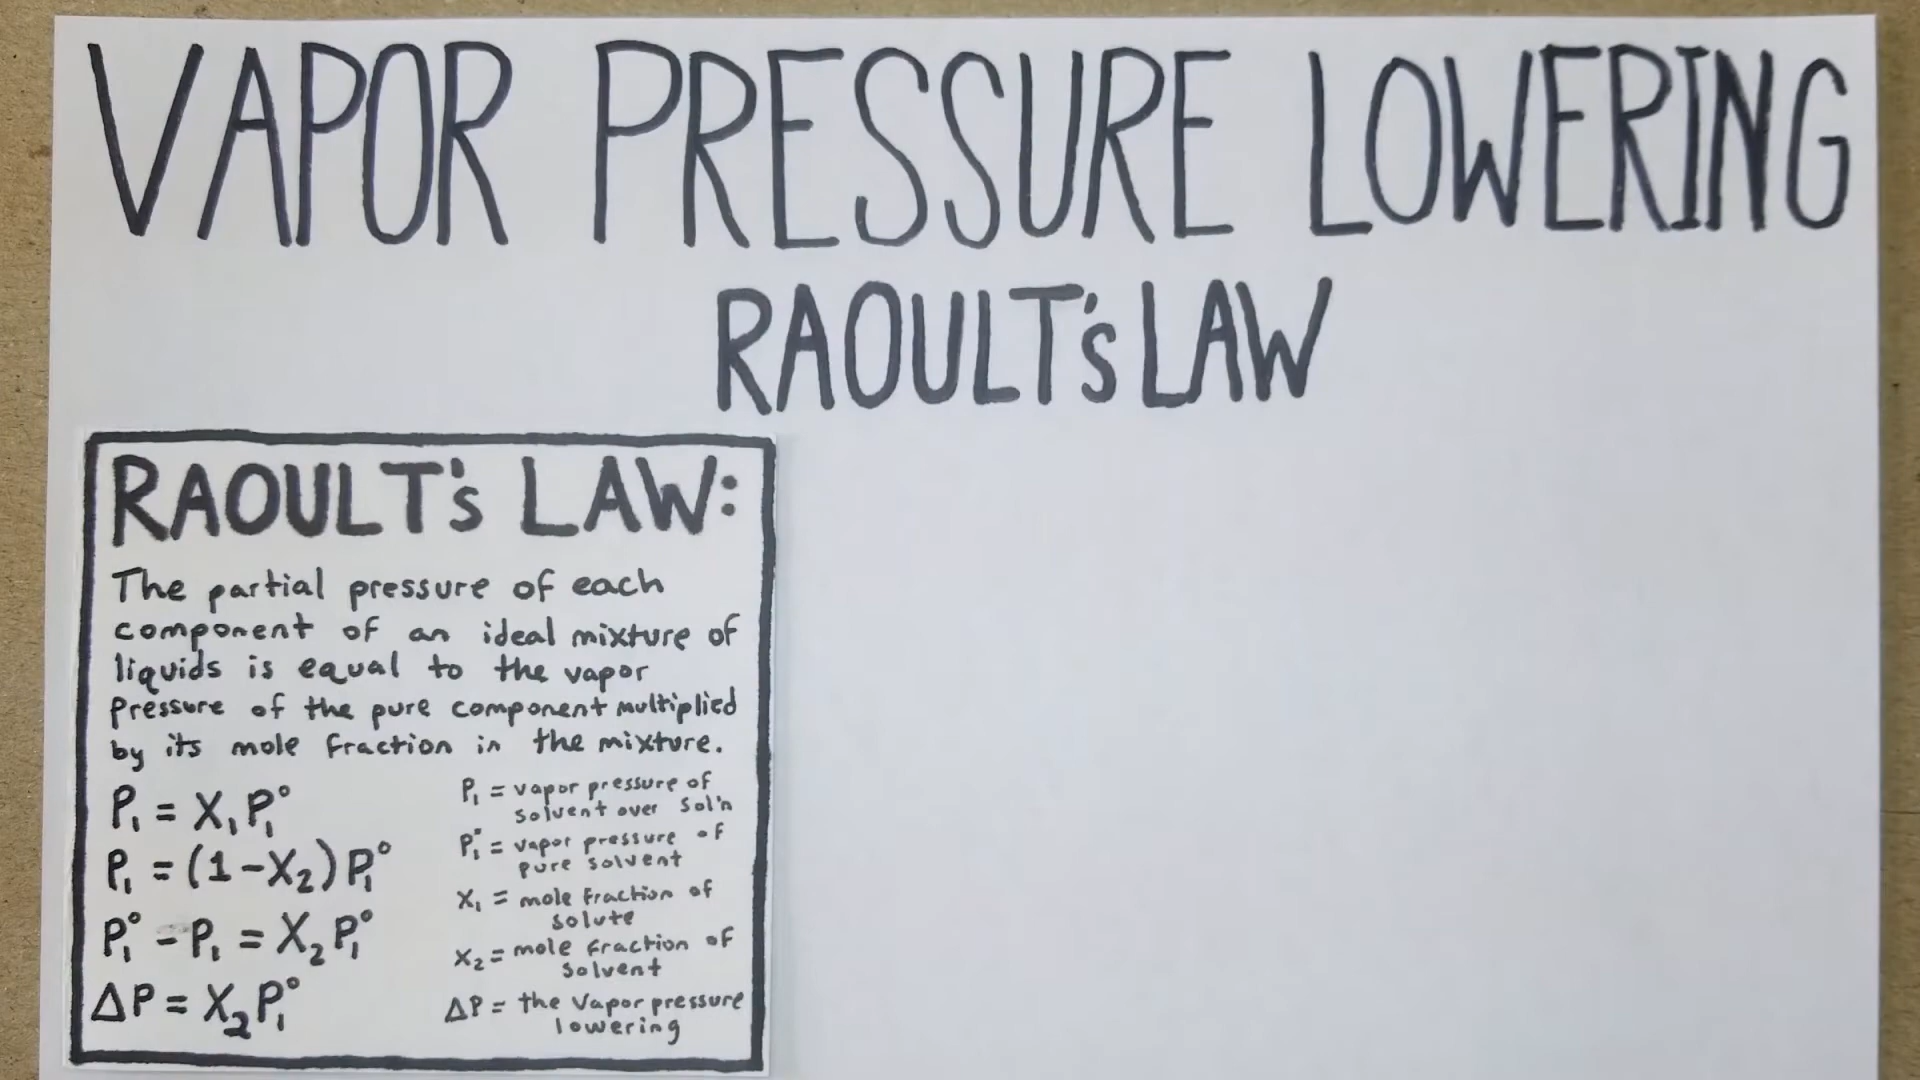 VAPOR PRESSURE LOWERING
RAOULT's LAW
RAOULT's LAW:
The partial pressure of each
component of an ideal mixture of
liquids is equal to the vapor
pressure of the pure component multiplied
by its mole fraction in the mixture.
P₁ = X₁P₁°
P₁ = (1-X₂)P₁°
P₁° - P₁ = X₂P₁°
ΔP = X₂P₁°
P₁ = vapor pressure of
solvent over sol'n
P₁° = vapor pressure of
pure solvent
X₁ = mole fraction of
solute
X₂ = mole fraction of
solvent
ΔP = the vapor pressure
lowering